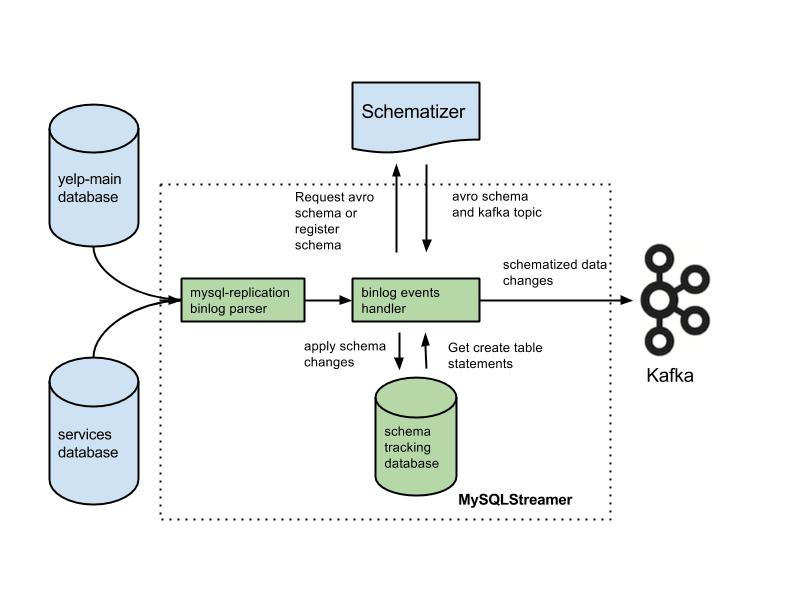 Schematizer
yelp-main
database
Request avro
schema or
register
schema
avro schema
and kafka topic
schematized data
changes
mysql-replication
binlog parser
binlog events
handler
Kafka
apply schema
changes
Get create table
statements
services
database
schema
tracking
database
MySQLStreamer